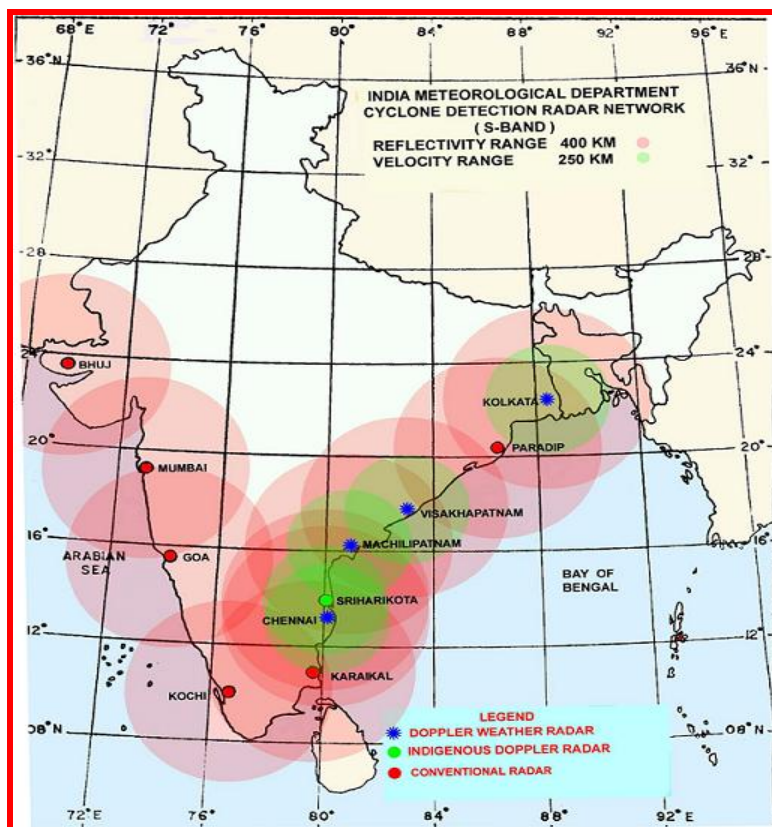 68° E
72°
76°
80°
84°
88°
92°
96° E
36° N
36° N
INDIA METEOROLOGICAL DEPARTMENT
CYCLONE DETECTION RADAR NETWORK
( S-BAND )
REFLECTIVITY RANGE 400 KM
VELOCITY RANGE 250 KM
32°
32°
28°
28°
24°
24°
BHUJ
KOLKATA
20°
20°
PARADIP
MUMBAI
VISAKHAPATNAM
16°
16°
MACHILIPATNAM
ARABIAN
SEA
GOA
BAY OF
BENGAL
SRIHARIKOTA
CHENNAI
12°
12°
KARAIKAL
KOCHI
08° N
08° N
LEGEND
DOPPLER WEATHER RADAR
INDIGENOUS DOPPLER RADAR
CONVENTIONAL RADAR
72° E
76°
80°
84°
88°
92° E